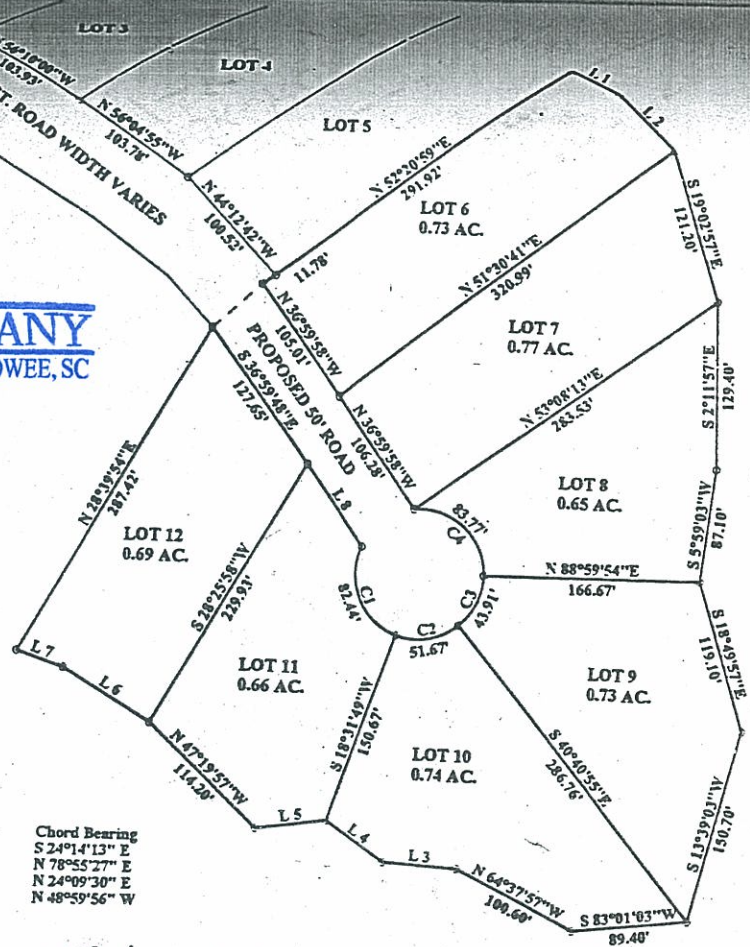 LOT 3
LOT 4
56°10'00"W
103.93'
N 56°04'55"W
103.78'
LOT 5
L 1
L 2
T. ROAD WIDTH VARIES
N 44°12'42"W
100.52'
N 52°20'59"E
291.92'
LOT 6
0.73 AC.
S 19°02'57"E
121.20'
11.78'
N 51°30'41"E
320.99'
ANY
OWEE, SC
N 36°59'58"W
105.01'
PROPOSED 50' ROAD
S 36°59'48"E
127.65'
LOT 7
0.77 AC.
N 36°59'58"W
106.28'
N 53°08'13"E
283.53'
S 2°11'57"E
129.40'
N 28°39'54"E
287.42'
L 8
LOT 8
0.65 AC.
83.77'
C4
S 5°59'03"W
87.10'
LOT 12
0.69 AC.
S 28°25'58"W
229.93'
C1
82.44'
N 88°59'54"E
166.67'
C3
43.91'
C2
51.67'
S 18°49'57"E
119.10'
L 7
L 6
LOT 11
0.66 AC.
S 18°31'49"W
150.67'
LOT 9
0.73 AC.
N 47°19'57"W
114.20'
LOT 10
0.74 AC.
S 40°40'55"E
286.76'
S 13°39'03"W
150.70'
L 5
L 4
L 3
N 64°37'57"W
100.60'
S 83°01'03"W
89.40'
Chord Bearing
S 24°14'13" E
N 78°55'27" E
N 24°09'30" E
N 48°59'56" W